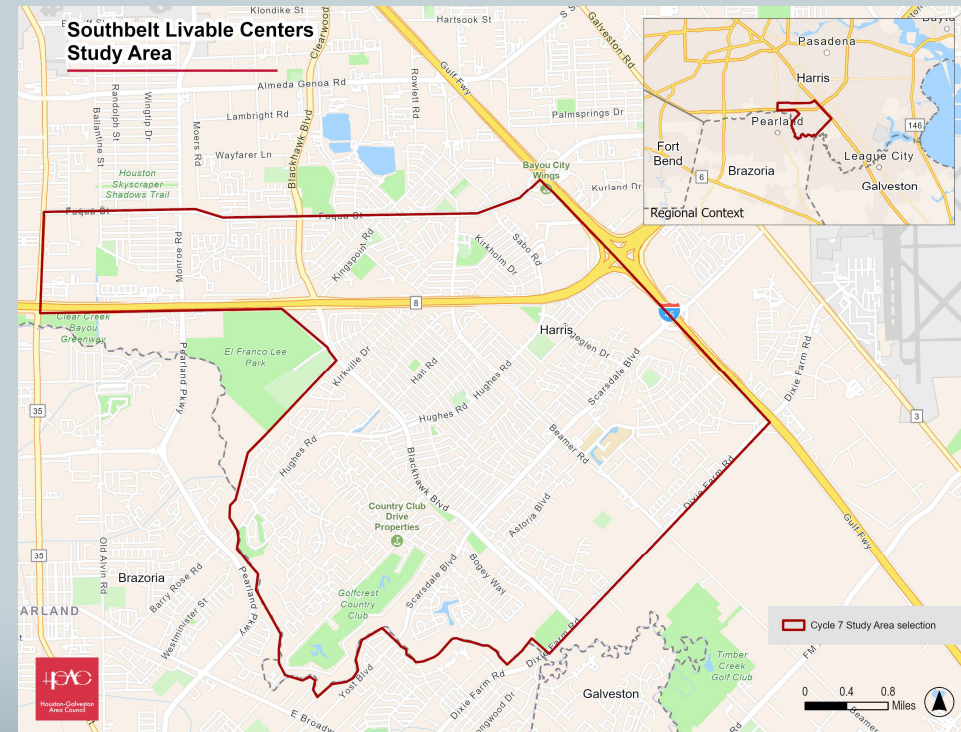 Southbelt Livable Centers
Study Area
Klondike St
Clearwood
Hartsook St
Galveston Rd
Almeda Genoa Rd
Gulf Fwy
Rowlett Rd
Randolph St
Wingtip Dr
Ballantine St
Moers Rd
Lambright Rd
Blackhawk Blvd
Palmsprings Dr
Wayfarer Ln
Houston
Skyscraper
Shadows Trail
Bayou City
Wings
Kurland Dr
Fuqua St
Fuqua St
Monroe Rd
Kingspoint Rd
Kirkholm Dr
Sabo Rd
8
Clear Creek
Bayou
Greenway
El Franco Lee
Park
Pearland Pkwy
Kirkville Dr
Hall Rd
Hughes Rd
Harris
Scarsdale Blvd
Dixie Farm Rd
35
3
Hughes Rd
Hughes Rd
Beamer Rd
Blackhawk Blvd
Dixie Farm Rd
Country Club
Drive
Properties
Astoria Blvd
Gulf Fwy
35
Old Alvin Rd
Brazoria
Barry Rose Rd
Westminister St
Pearland Pkwy
Scarsdale Blvd
Bogey Way
Golfcrest
Country
Club
ARLAND
Dixie Farm Rd
Yost Blvd
Dixie Farm Rd
Galveston
Timber
Creek
Golf Club
FM
E Broadw
ongwood Dr
Rd
Beamer
Pasadena
Harris
Pearland
146
Fort
Bend
6
Brazoria
League City
Galveston
Regional Context
Cycle 7 Study Area selection
0 0.4 0.8
Miles
Houston-Galveston
Area Council